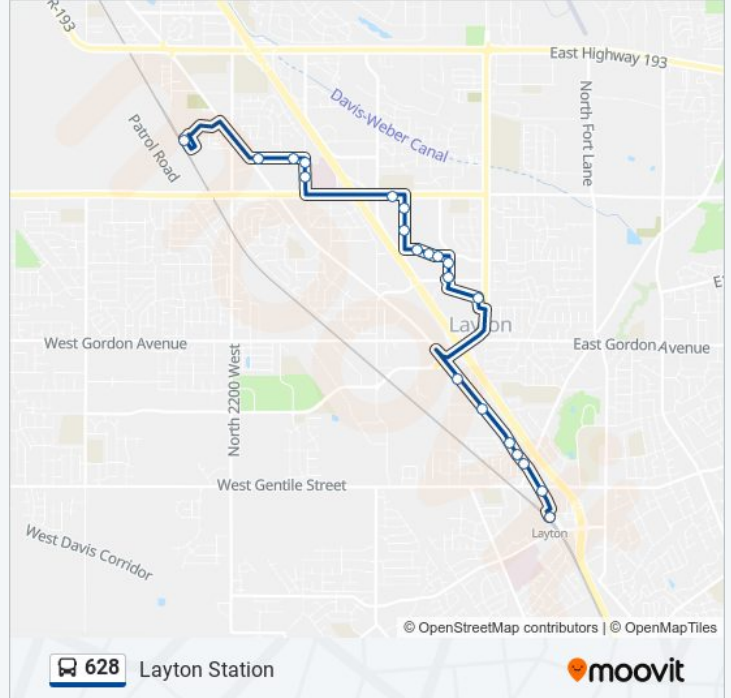 R-193
East Highway 193
Davis-Weber Canal
North Fort Lane
Patrol Road
Layton
West Gordon Avenue
East Gordon Avenue
North 2200 West
West Gentile Street
West Davis Corridor
Layton
© OpenStreetMap contributors | © OpenMapTiles
628 Layton Station
moovit